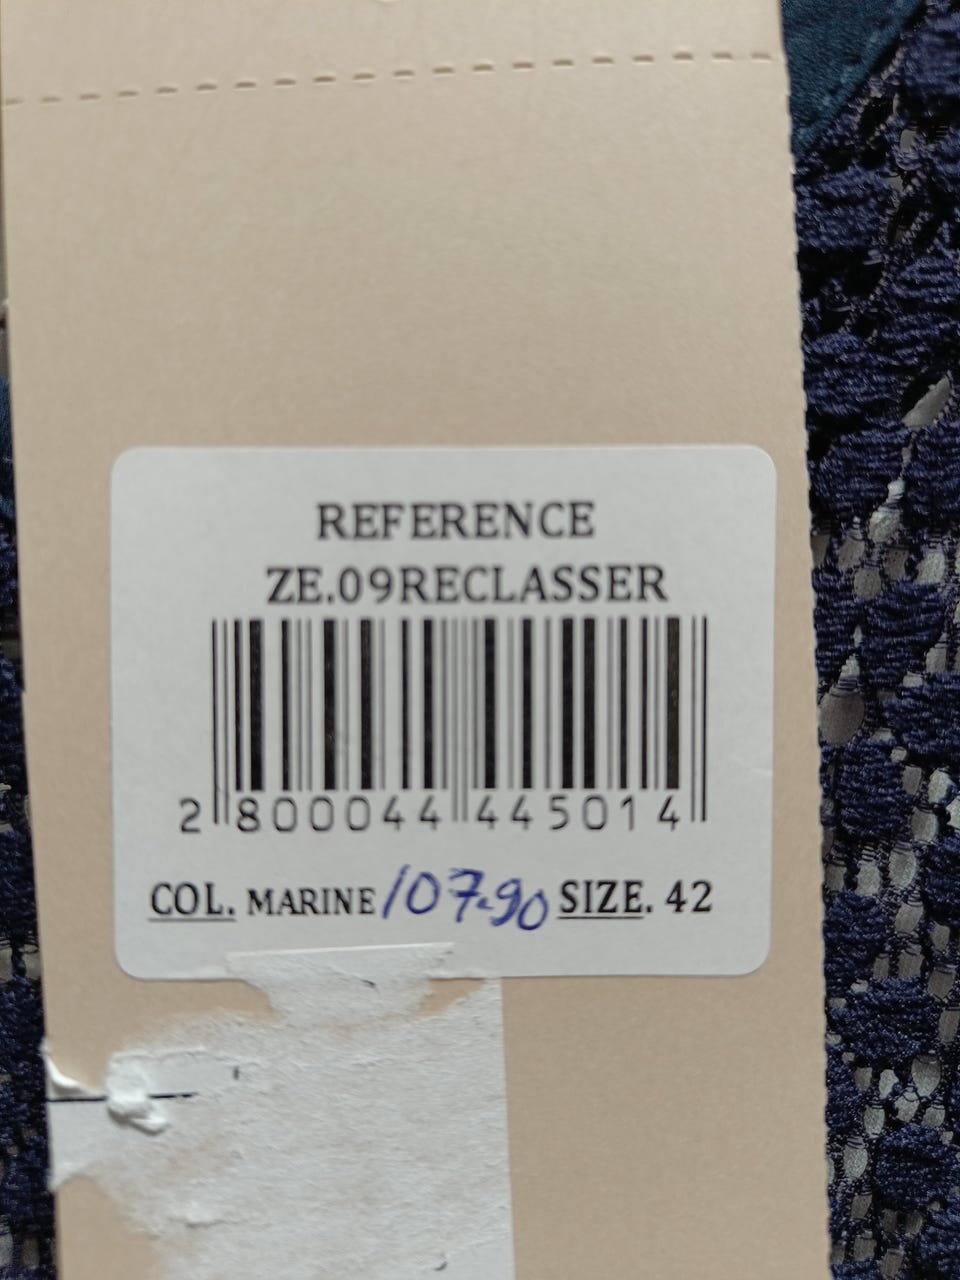 REFERENCE
ZE.09RECLASSER
2 800044 445014
COL. MARINE 107-90 SIZE. 42